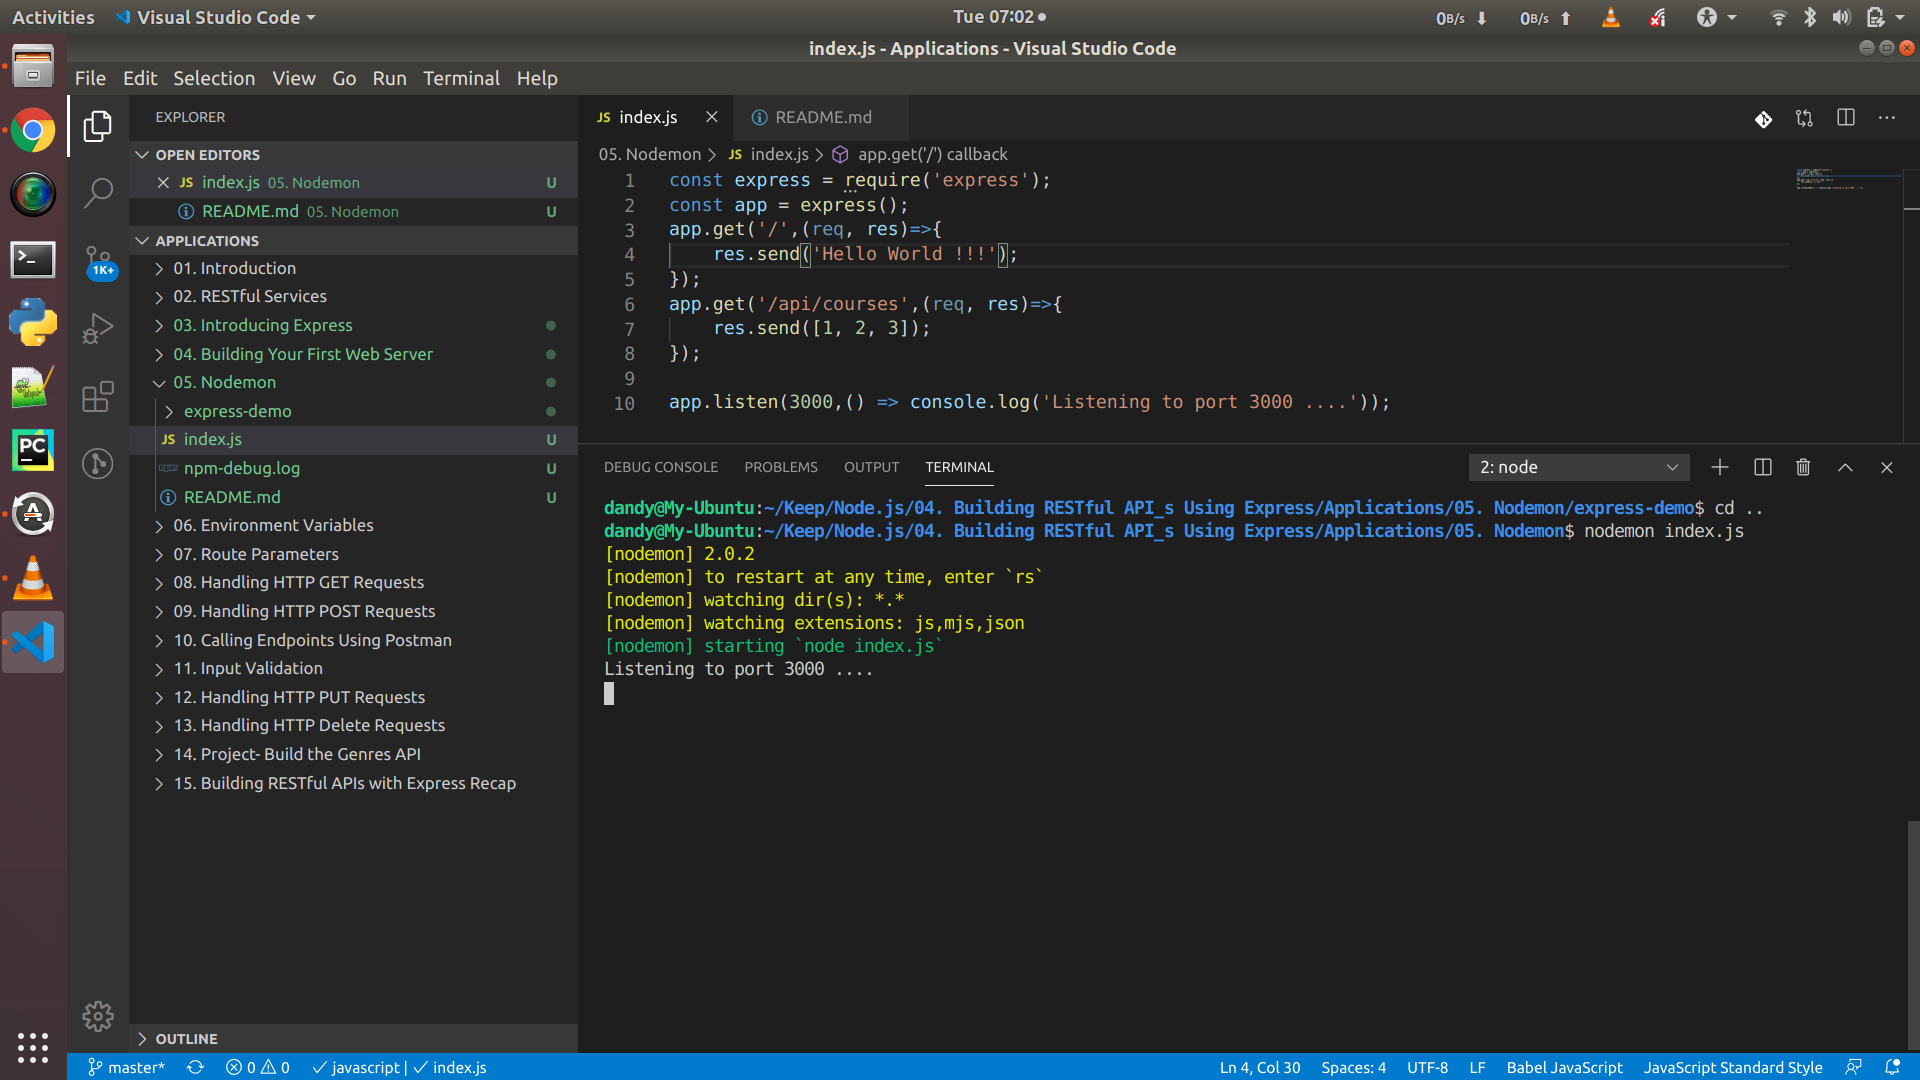 Activities Visual Studio Code Tue 07:02 0B/s 0B/s
index.js - Applications - Visual Studio Code
File Edit Selection View Go Run Terminal Help
EXPLORER
OPEN EDITORS
JS index.js 05. Nodemon U
README.md 05. Nodemon U
APPLICATIONS
01. Introduction
1K+
02. RESTful Services
03. Introducing Express
04. Building Your First Web Server
05. Nodemon
express-demo
JS index.js U
npm-debug.log U
README.md U
06. Environment Variables
07. Route Parameters
08. Handling HTTP GET Requests
09. Handling HTTP POST Requests
10. Calling Endpoints Using Postman
11. Input Validation
12. Handling HTTP PUT Requests
13. Handling HTTP Delete Requests
14. Project- Build the Genres API
15. Building RESTful APIs with Express Recap
OUTLINE
PC
JS index.js README.md
05. Nodemon JS index.js app.get('/') callback
1 const express = require('express');
2 const app = express();
3 app.get('/',(req, res)=>{
4 res.send('Hello World !!!');
5 });
6 app.get('/api/courses',(req, res)=>{
7 res.send([1, 2, 3]);
8 });
9
10 app.listen(3000,() => console.log('Listening to port 3000 ....'));
DEBUG CONSOLE PROBLEMS OUTPUT TERMINAL 2: node
dandy@My-Ubuntu:~/Keep/Node.js/04. Building RESTful API_s Using Express/Applications/05. Nodemon/express-demo$ cd ..
dandy@My-Ubuntu:~/Keep/Node.js/04. Building RESTful API_s Using Express/Applications/05. Nodemon$ nodemon index.js
[nodemon] 2.0.2
[nodemon] to restart at any time, enter `rs`
[nodemon] watching dir(s): *.*
[nodemon] watching extensions: js,mjs,json
[nodemon] starting `node index.js`
Listening to port 3000 ....
master* 0 0 javascript | index.js Ln 4, Col 30 Spaces: 4 UTF-8 LF Babel JavaScript JavaScript Standard Style